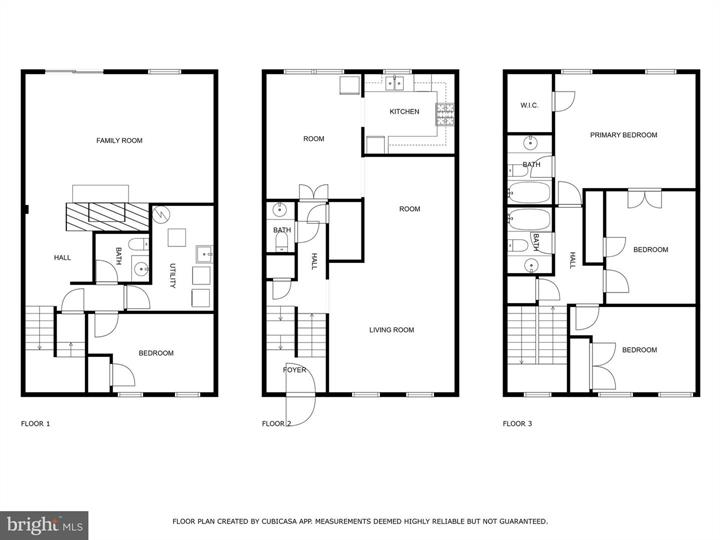 FAMILY ROOM
HALL
BATH
UTILITY
BEDROOM
FLOOR 1
KITCHEN
ROOM
ROOM
BATH
HALL
LIVING ROOM
FOYER
FLOOR 2
W.I.C.
PRIMARY BEDROOM
BATH
BATH
HALL
BEDROOM
BEDROOM
FLOOR 3
FLOOR PLAN CREATED BY CUBICASA APP. MEASUREMENTS DEEMED HIGHLY RELIABLE BUT NOT GUARANTEED.
bright MLS